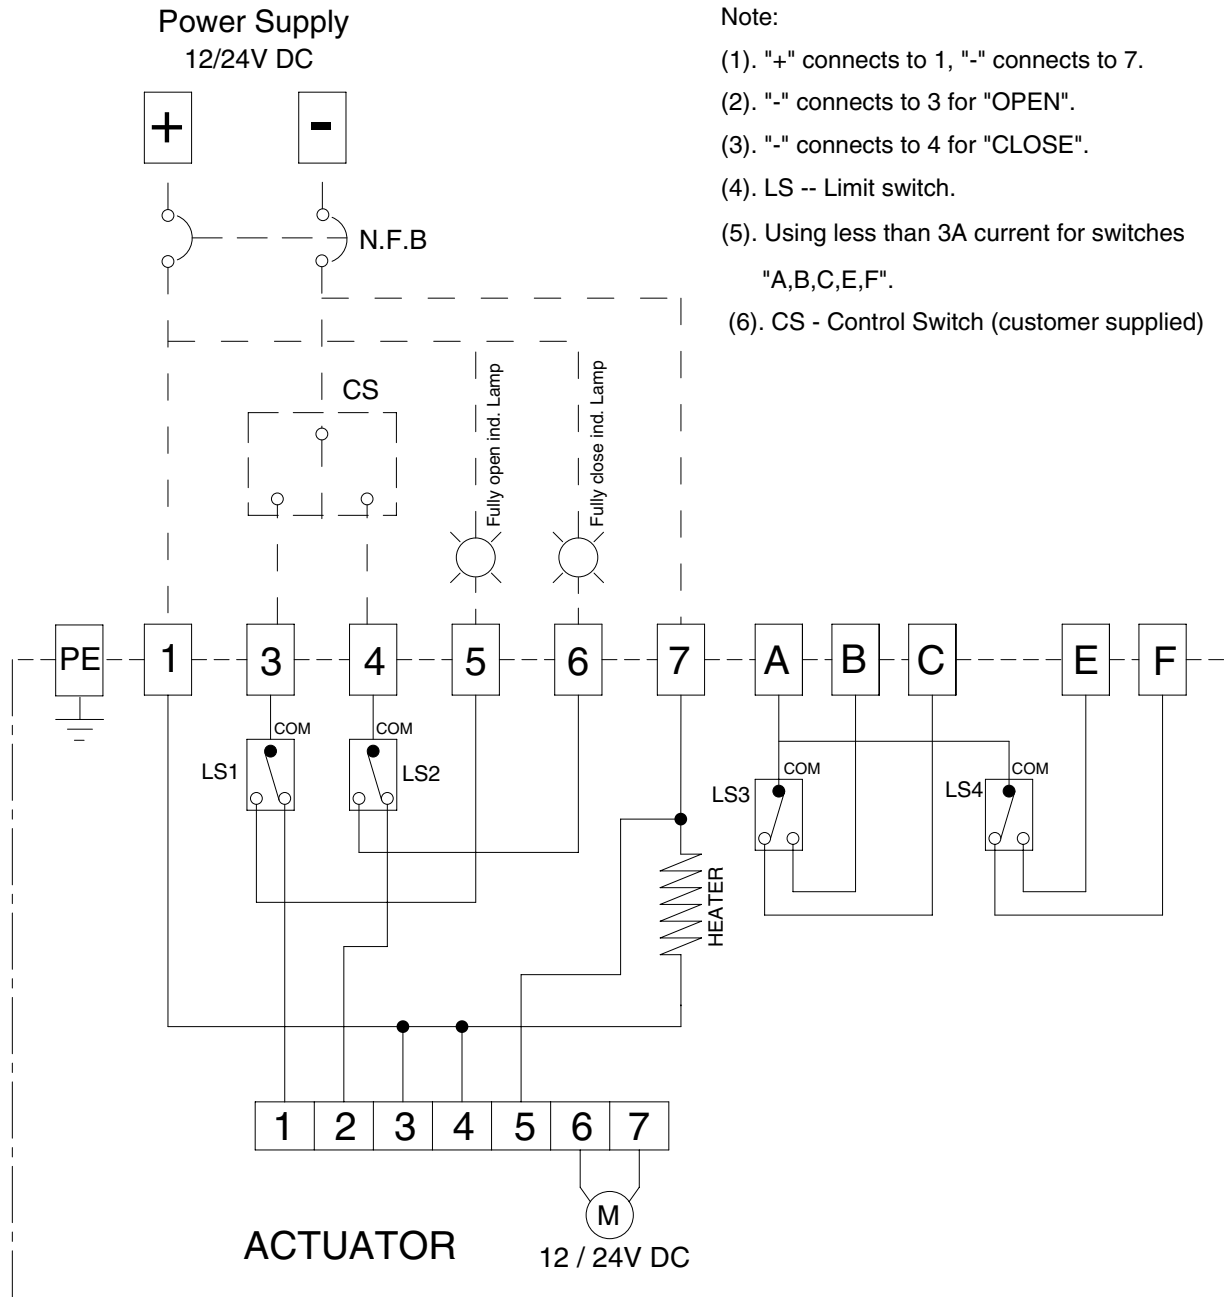 Power Supply
12/24V DC
+ -
N.F.B
Note:
(1). "+" connects to 1, "-" connects to 7.
(2). "-" connects to 3 for "OPEN".
(3). "-" connects to 4 for "CLOSE".
(4). LS -- Limit switch.
(5). Using less than 3A current for switches
"A,B,C,E,F".
(6). CS - Control Switch (customer supplied)
CS
Fully open ind. Lamp
Fully close ind. Lamp
PE 1 3 4 5 6 7 A B C E F
COM
LS1
COM
LS2
COM
LS3
COM
LS4
HEATER
1 2 3 4 5 6 7
M
ACTUATOR
12 / 24V DC